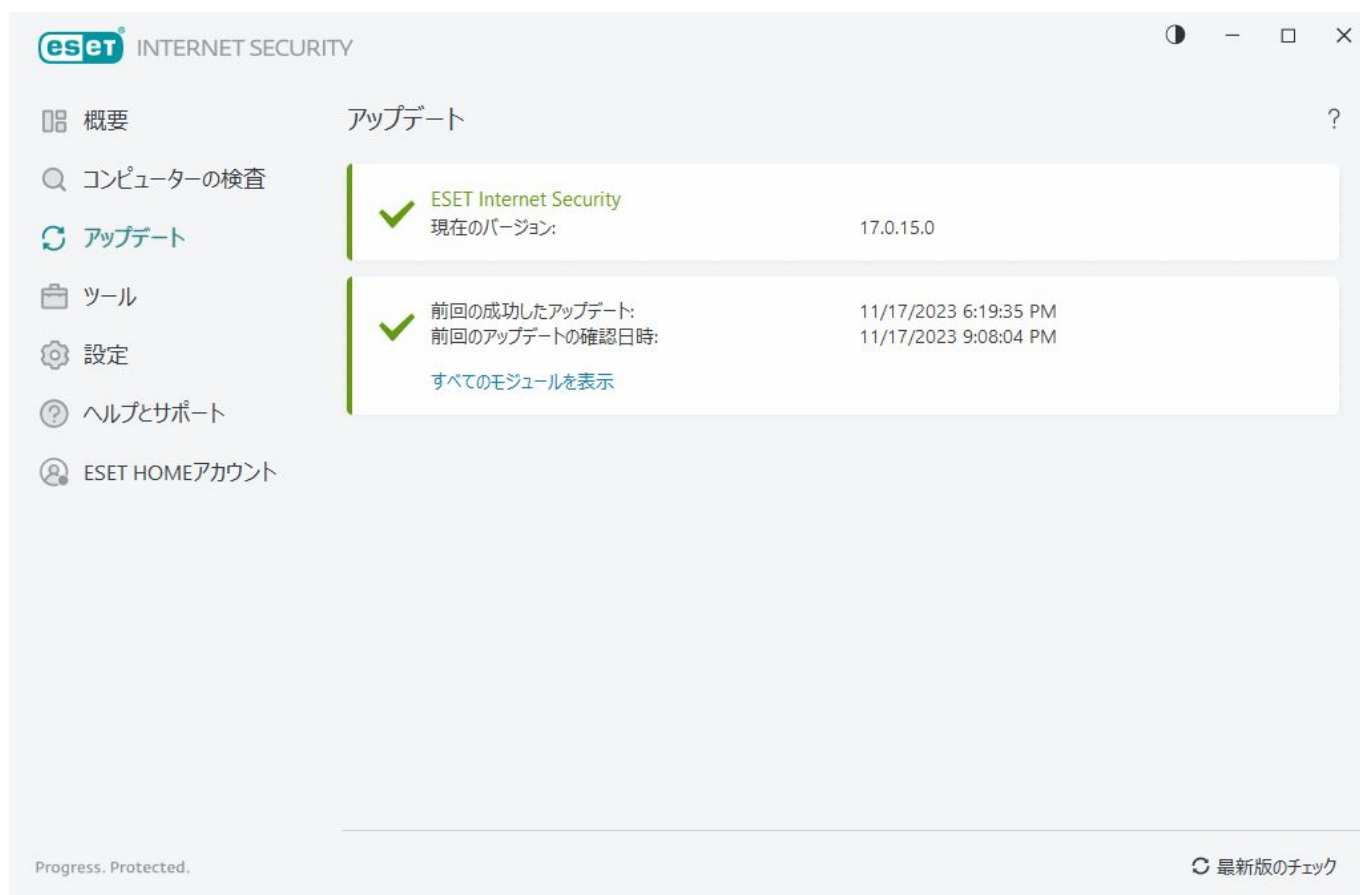 eset® INTERNET SECURITY
概要
コンピューターの検査
アップデート
ツール
設定
ヘルプとサポート
ESET HOMEアカウント
アップデート ?
ESET Internet Security
現在のバージョン: 17.0.15.0
前回の成功したアップデート: 11/17/2023 6:19:35 PM
前回のアップデートの確認日時: 11/17/2023 9:08:04 PM
すべてのモジュールを表示
Progress. Protected.
最新版のチェック